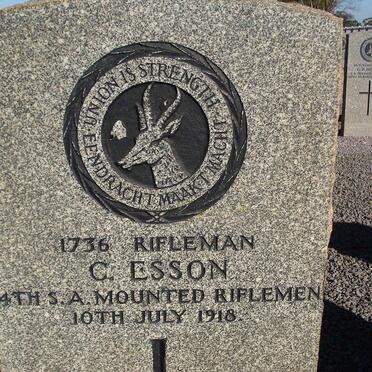 UNION IS STRENGTH
EENDRACHT MAAKT MACHT
1736 RIFLEMAN
C. ESSON
4TH S.A. MOUNTED RIFLEMEN
10TH JULY 1918.